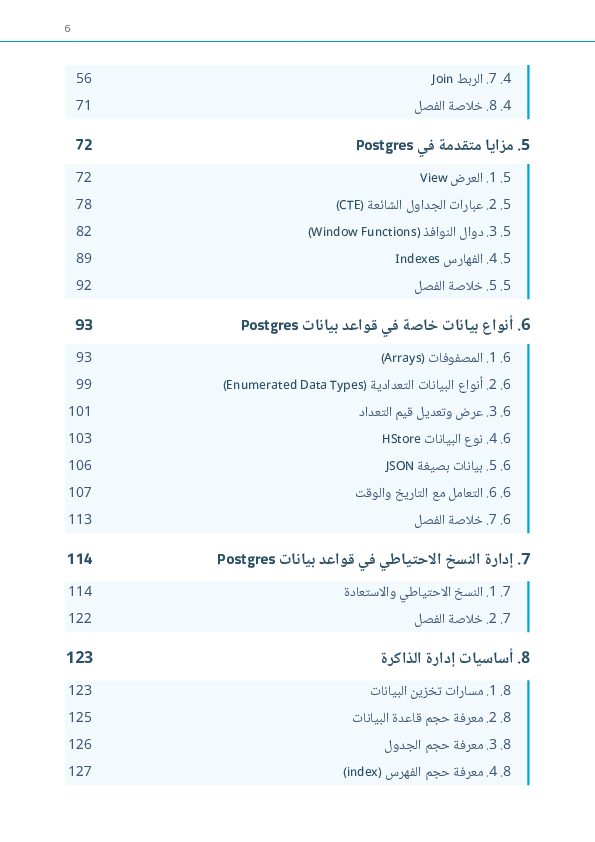 6
4. 7. الربط Join 56
4. 8. خلاصة الفصل 71
5. مزايا متقدمة في Postgres 72
5. 1. العرض View 72
5. 2. عبارات الجداول الشائعة (CTE) 78
5. 3. دوال النوافذ (Window Functions) 82
5. 4. الفهارس Indexes 89
5. 5. خلاصة الفصل 92
6. أنواع بيانات خاصة في قواعد بيانات Postgres 93
6. 1. المصفوفات (Arrays) 93
6. 2. أنواع البيانات التعدادية (Enumerated Data Types) 99
6. 3. عرض وتعديل قيم التعداد 101
6. 4. نوع البيانات HStore 103
6. 5. بيانات بصيغة JSON 106
6. 6. التعامل مع التاريخ والوقت 107
6. 7. خلاصة الفصل 113
7. إدارة النسخ الاحتياطي في قواعد بيانات Postgres 114
7. 1. النسخ الاحتياطي والاستعادة 114
7. 2. خلاصة الفصل 122
8. أساسيات إدارة الذاكرة 123
8. 1. مسارات تخزين البيانات 123
8. 2. معرفة حجم قاعدة البيانات 125
8. 3. معرفة حجم الجدول 126
8. 4. معرفة حجم الفهرس (index) 127